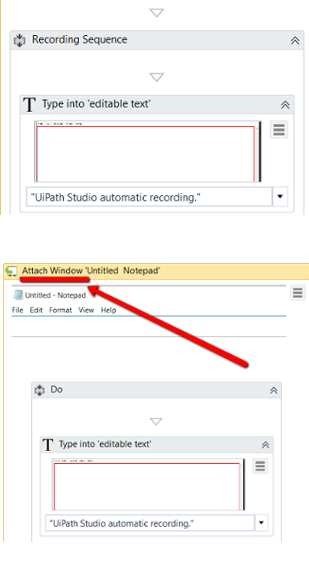 Recording Sequence
T Type into 'editable text'
"UiPath Studio automatic recording."
Attach Window 'Untitled Notepad'
Untitled - Notepad
File Edit Format View Help
Do
T Type into 'editable text'
"UiPath Studio automatic recording."